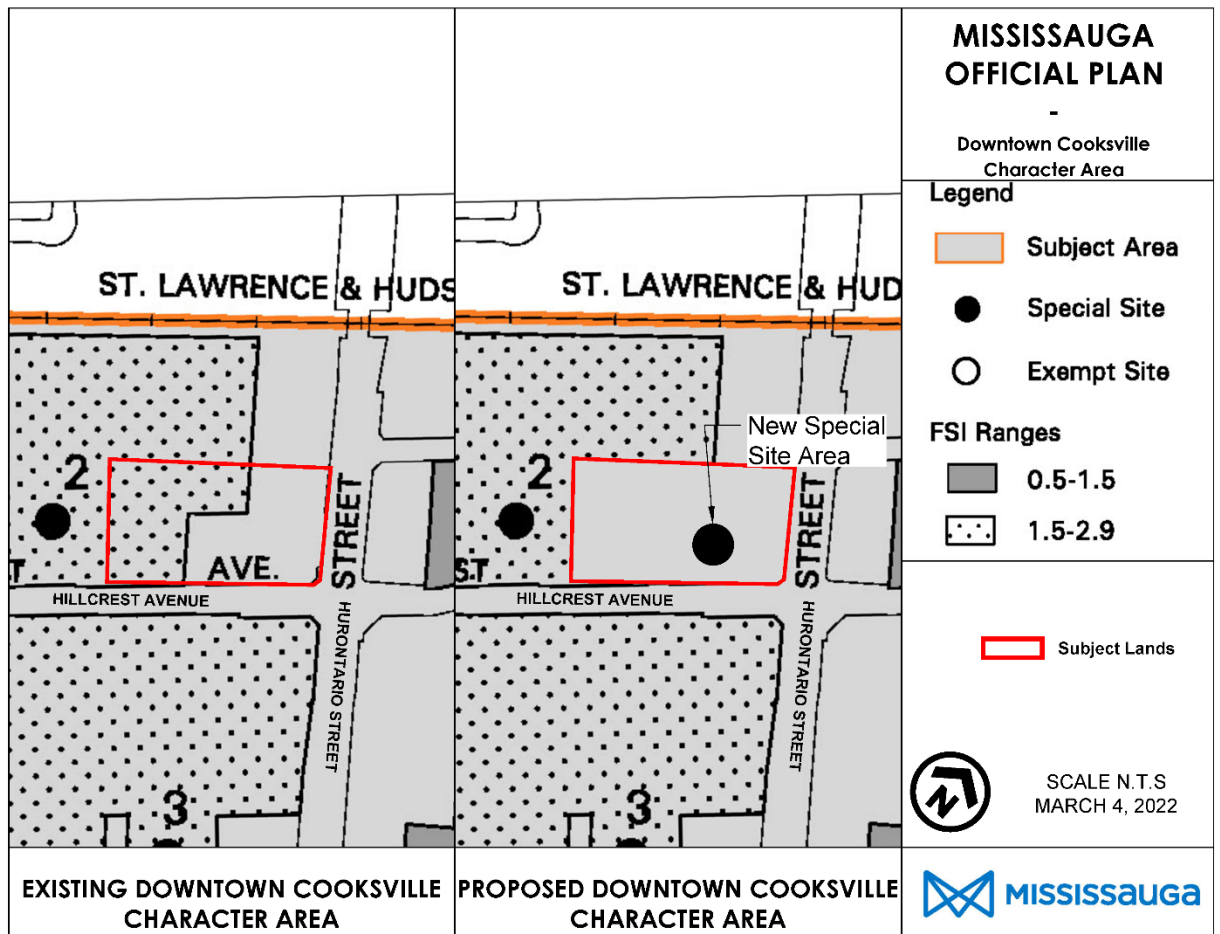 ST. LAWRENCE & HUDS
2
AVE.
STREET
T
HILLCREST AVENUE
HURONTARIO STREET
3
EXISTING DOWNTOWN COOKSVILLE
CHARACTER AREA
ST. LAWRENCE & HUD
New Special
Site Area
2
STREET
ST
HILLCREST AVENUE
HURONTARIO STREET
3
PROPOSED DOWNTOWN COOKSVILLE
CHARACTER AREA
MISSISSAUGA
OFFICIAL PLAN
-
Downtown Cooksville
Character Area
Legend
Subject Area
Special Site
Exempt Site
FSI Ranges
0.5-1.5
1.5-2.9
Subject Lands
N
SCALE N.T.S
MARCH 4, 2022
MISSISSAUGA